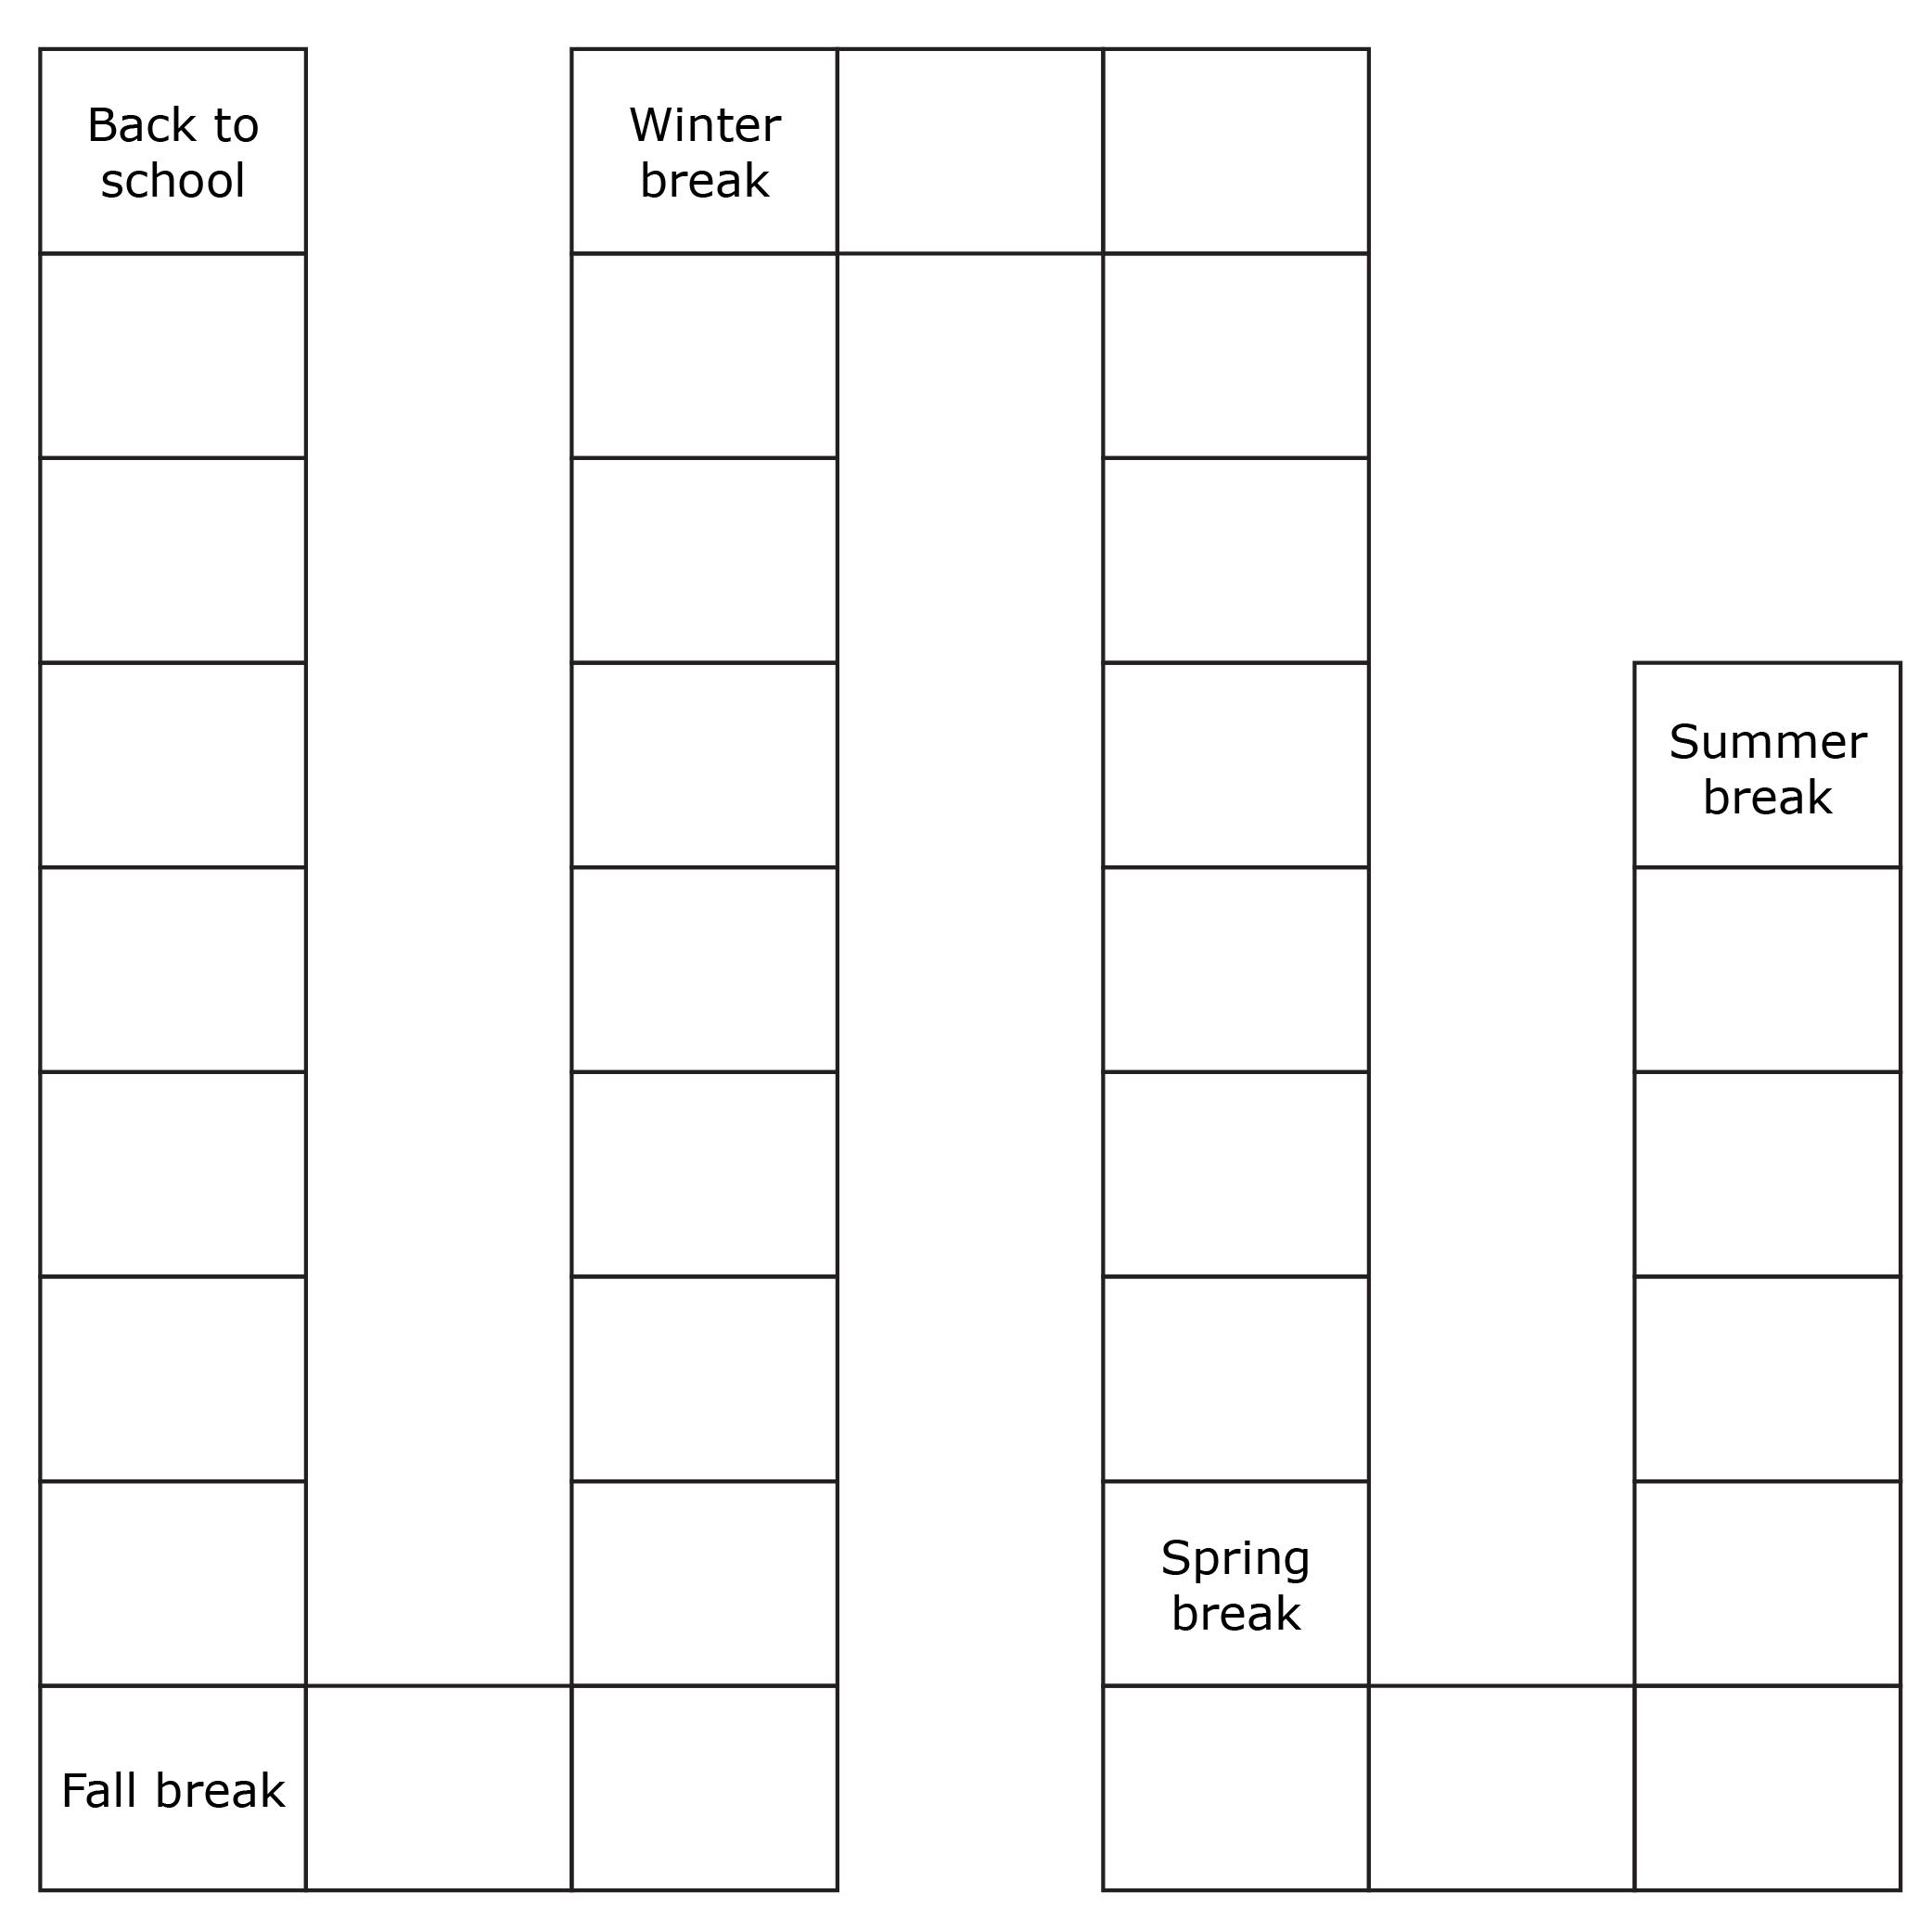 Back to
school
Winter
break
Summer
break
Spring
break
Fall break